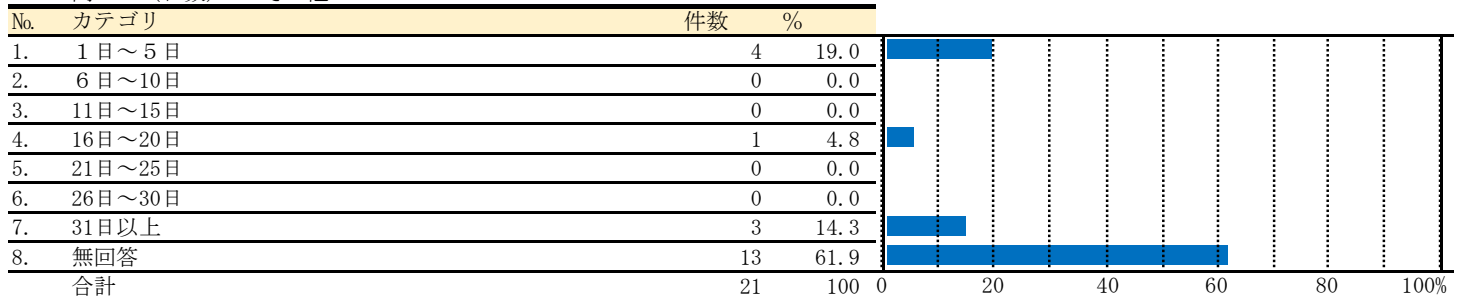 № カテゴリ 件数 %
1. １日～５日 4 19.0
2. ６日～10日 0 0.0
3. 11日～15日 0 0.0
4. 16日～20日 1 4.8
5. 21日～25日 0 0.0
6. 26日～30日 0 0.0
7. 31日以上 3 14.3
8. 無回答 13 61.9
合計 21 100
0 20 40 60 80 100%